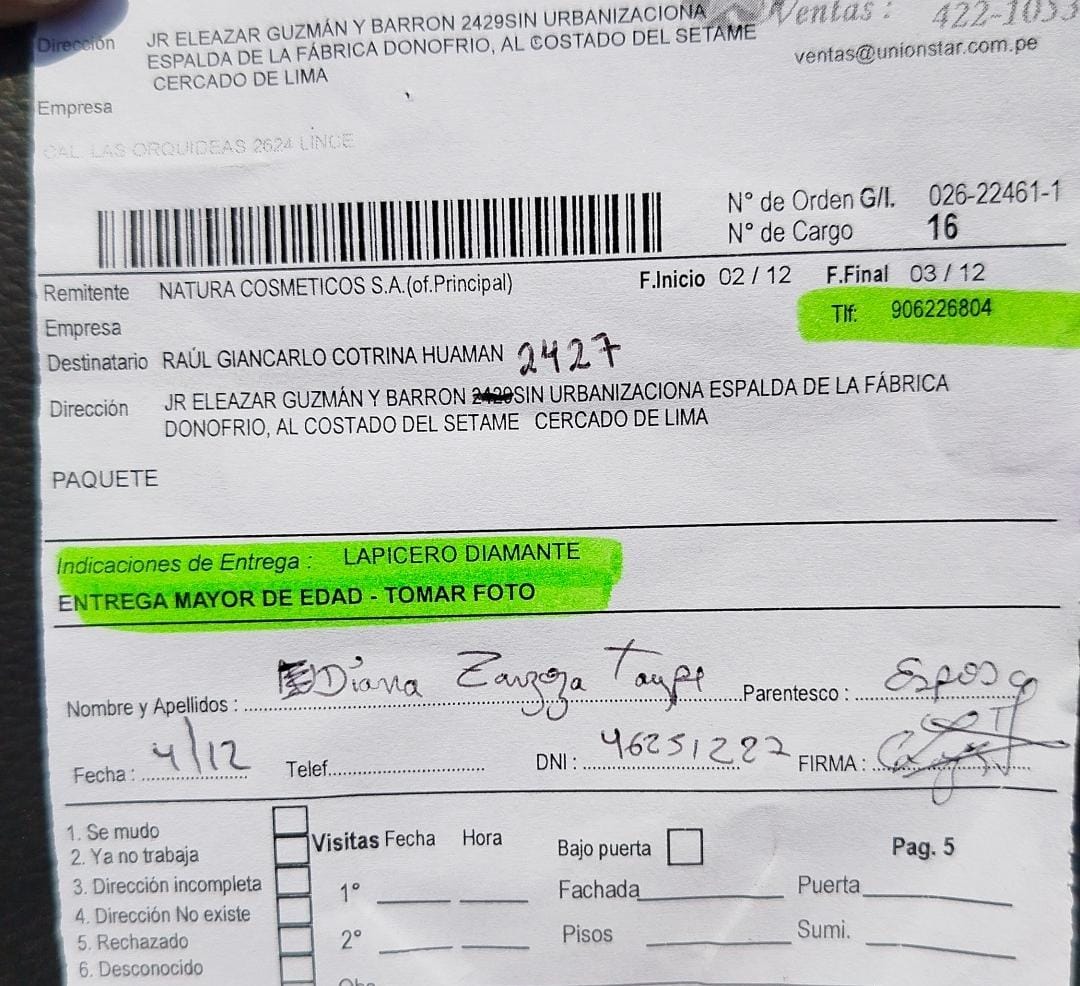 Ventas: 422-1033
Dirección JR ELEAZAR GUZMÁN Y BARRON 2429SIN URBANIZACIONA
ESPALDA DE LA FÁBRICA DONOFRIO, AL COSTADO DEL SETAME
CERCADO DE LIMA
ventas@unionstar.com.pe
Empresa
CAL. LAS ORQUIDEAS 2624 LINCE
N° de Orden G/I. 026-22461-1
N° de Cargo 16
Remitente NATURA COSMETICOS S.A.(of.Principal) F.Inicio 02 / 12 F.Final 03 / 12
Empresa Tlf: 906226804
Destinatario RAÚL GIANCARLO COTRINA HUAMAN 2427
Dirección JR ELEAZAR GUZMÁN Y BARRON 2429SIN URBANIZACIONA ESPALDA DE LA FÁBRICA
DONOFRIO, AL COSTADO DEL SETAME CERCADO DE LIMA
PAQUETE
Indicaciones de Entrega : LAPICERO DIAMANTE
ENTREGA MAYOR DE EDAD - TOMAR FOTO
Nombre y Apellidos : Diana Zarzoza Taype Parentesco : Esposa
Fecha : 4/12 Telef. DNI : 46251287 FIRMA :
1. Se mudo
2. Ya no trabaja
3. Dirección incompleta
4. Dirección No existe
5. Rechazado
6. Desconocido
Visitas Fecha Hora
1°
2°
Bajo puerta Pag. 5
Fachada Puerta
Pisos Sumi.